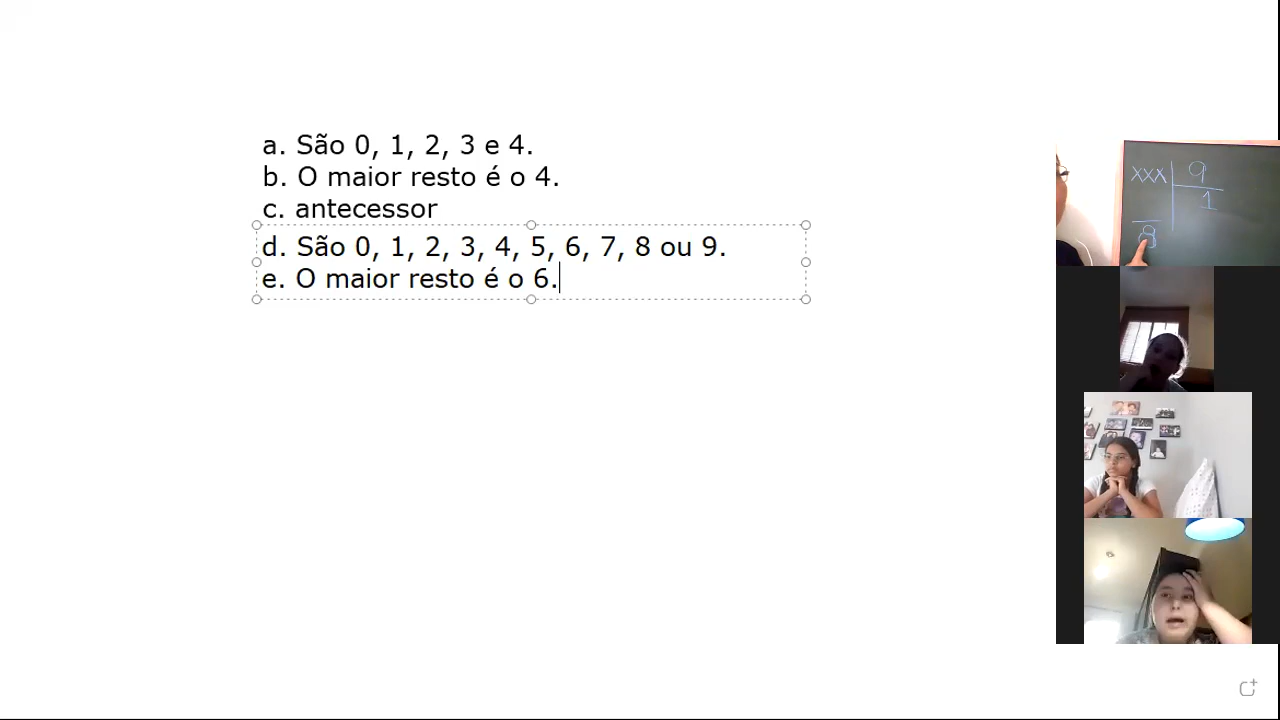 a. São 0, 1, 2, 3 e 4.
b. O maior resto é o 4.
c. antecessor
d. São 0, 1, 2, 3, 4, 5, 6, 7, 8 ou 9.
e. O maior resto é o 6.
XXX 9
1
8